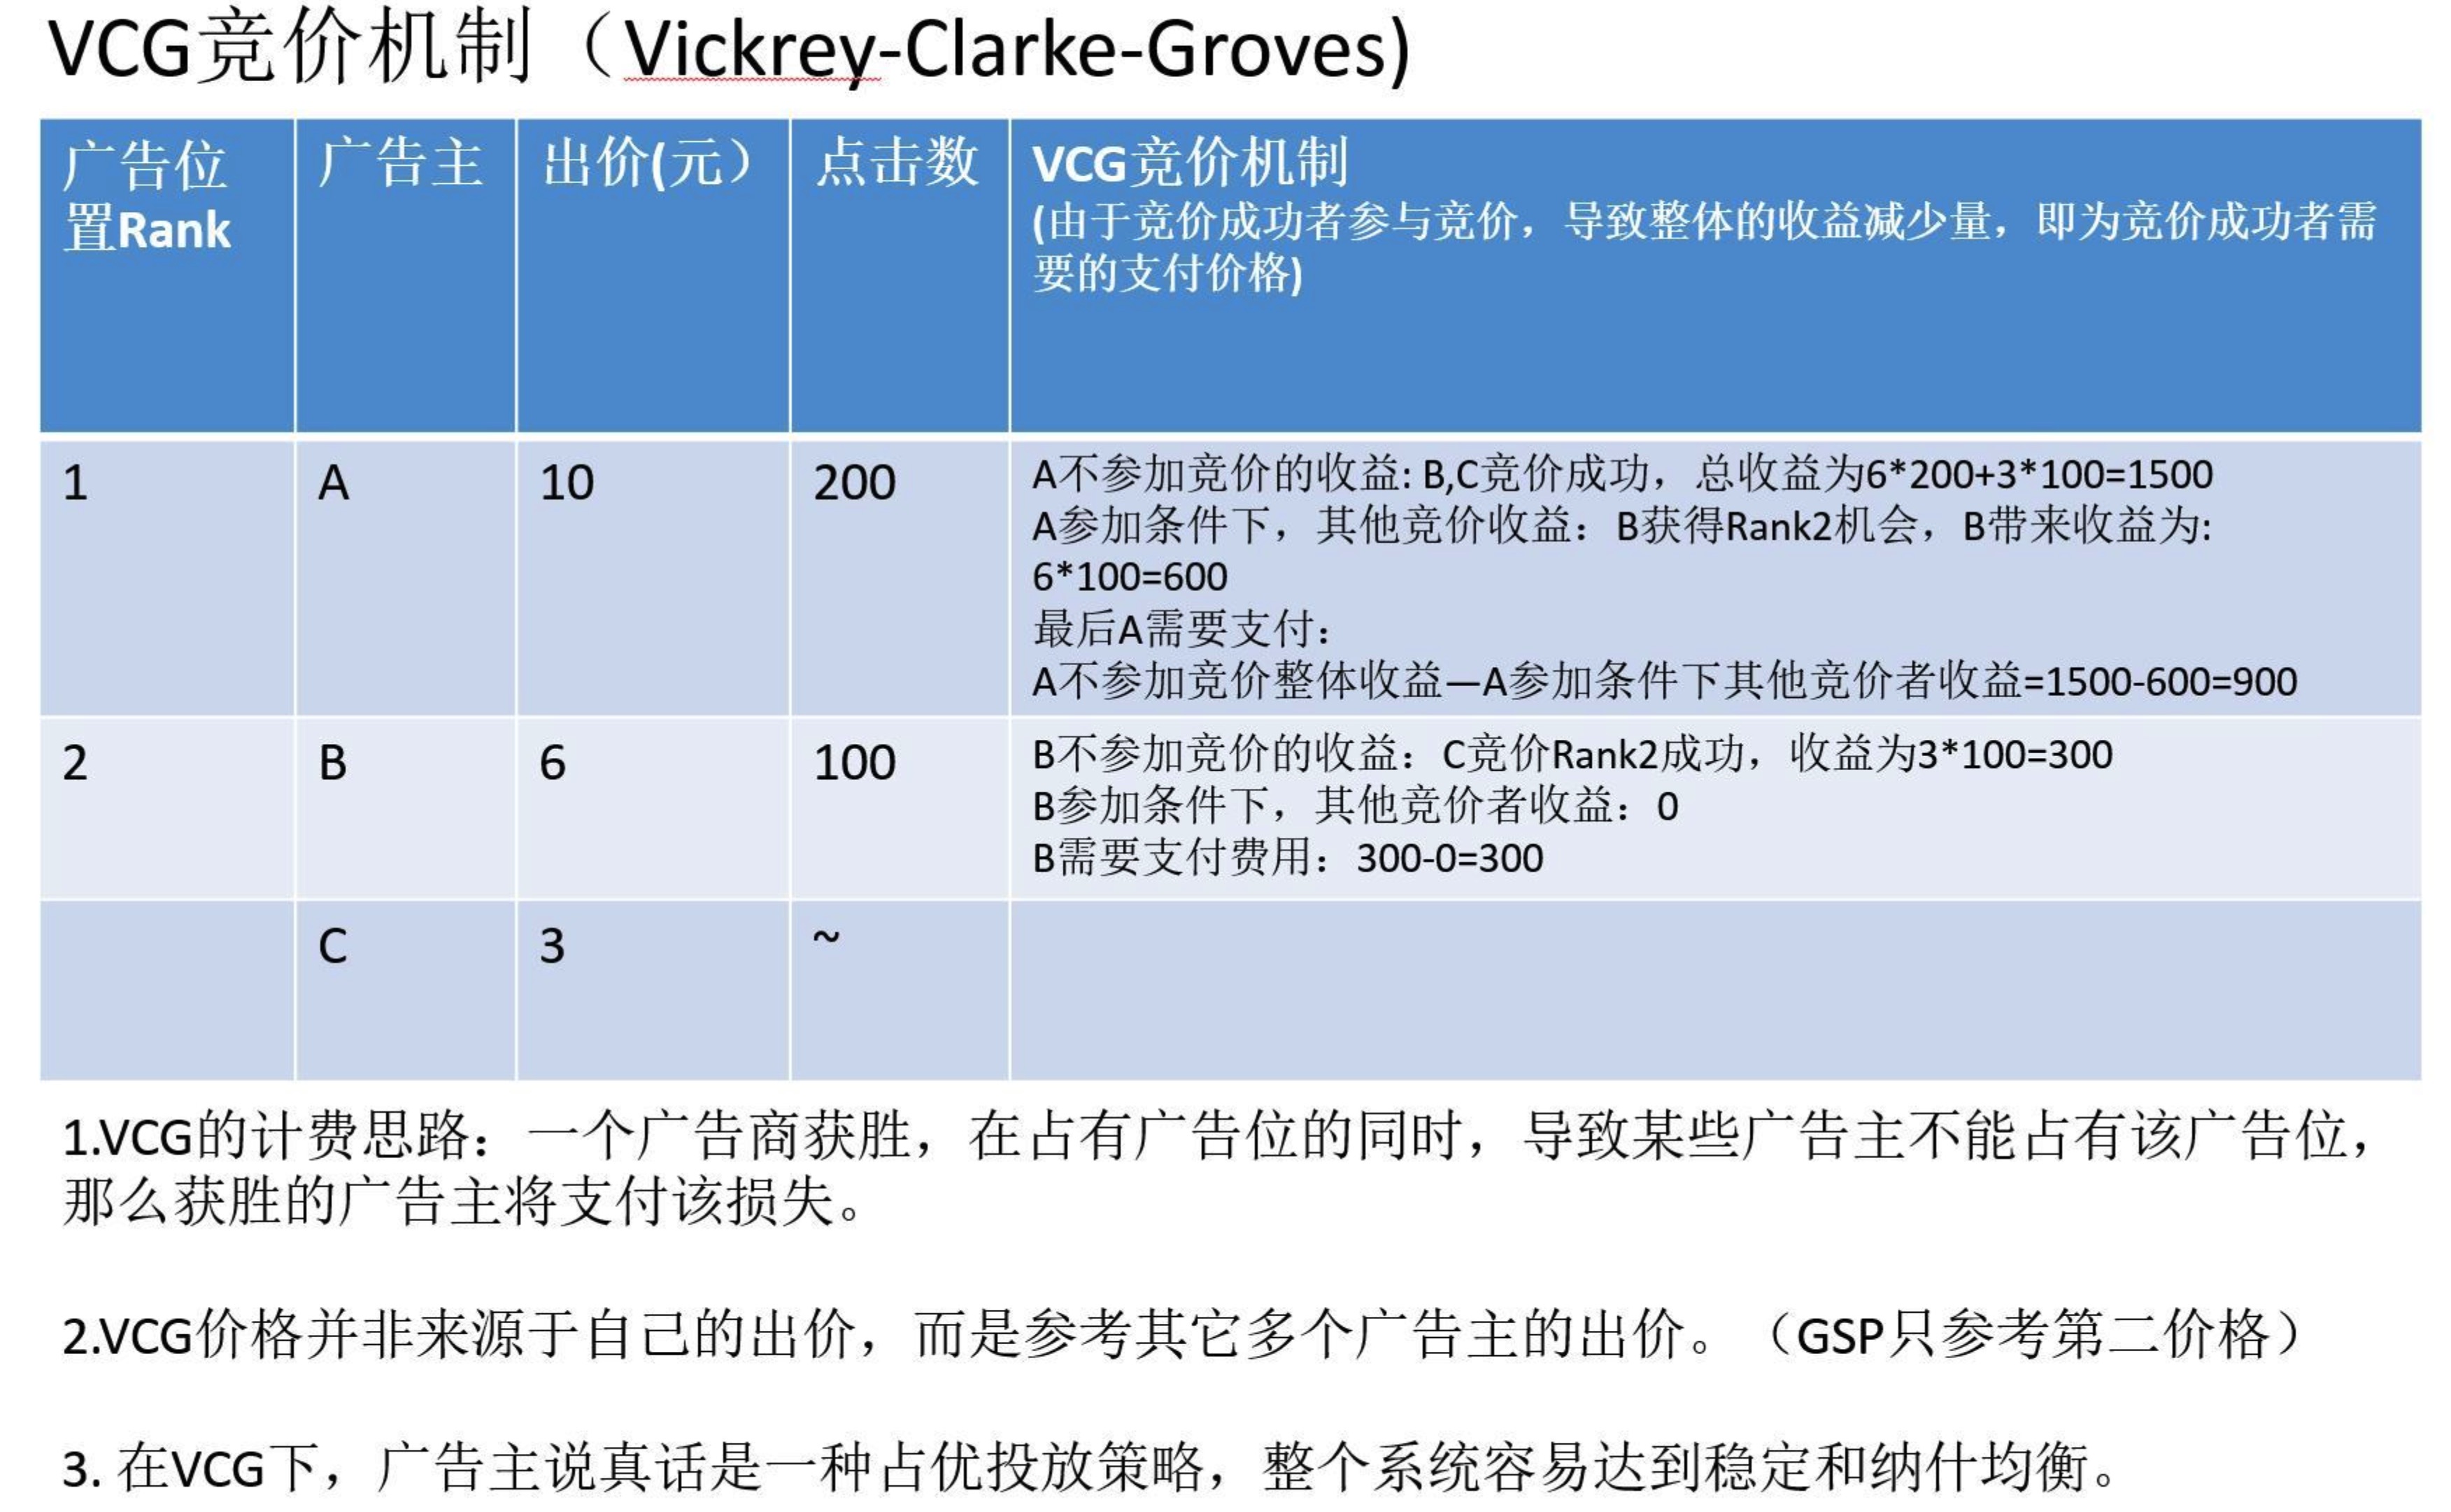 VCG竞价机制（Vickrey-Clarke-Groves)
广告位
置Rank
广告主
出价(元）
点击数
VCG竞价机制
(由于竞价成功者参与竞价，导致整体的收益减少量，即为竞价成功者需
要的支付价格)
1
A
10
200
A不参加竞价的收益: B,C竞价成功，总收益为6*200+3*100=1500
A参加条件下，其他竞价收益：B获得Rank2机会，B带来收益为:
6*100=600
最后A需要支付：
A不参加竞价整体收益—A参加条件下其他竞价者收益=1500-600=900
2
B
6
100
B不参加竞价的收益：C竞价Rank2成功，收益为3*100=300
B参加条件下，其他竞价者收益：0
B需要支付费用：300-0=300
C
3
~
1.VCG的计费思路：一个广告商获胜，在占有广告位的同时，导致某些广告主不能占有该广告位，
那么获胜的广告主将支付该损失。
2.VCG价格并非来源于自己的出价，而是参考其它多个广告主的出价。（GSP只参考第二价格）
3. 在VCG下，广告主说真话是一种占优投放策略，整个系统容易达到稳定和纳什均衡。